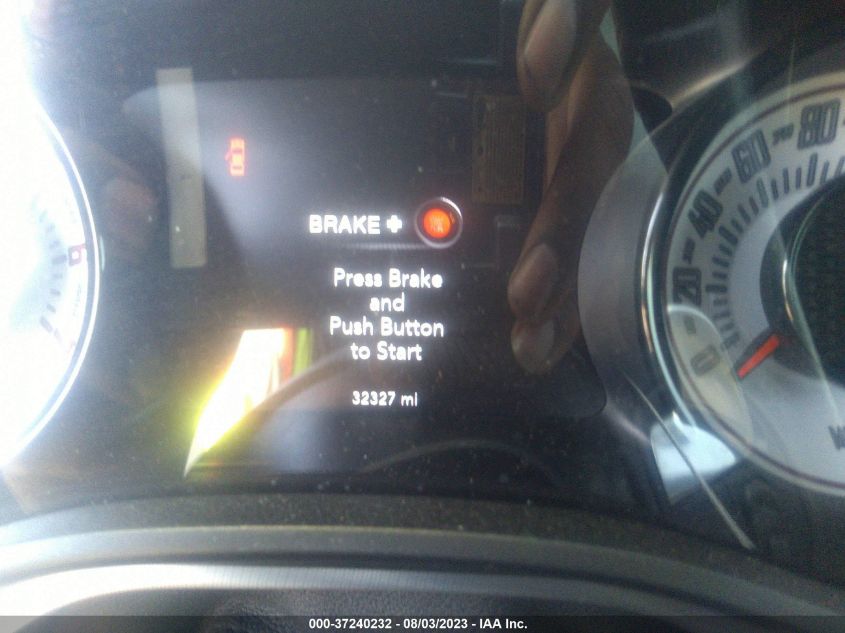 BRAKE +
Press Brake
and
Push Button
to Start
32327 mi
0
20
40
60
80
000-37240232 - 08/03/2023 - IAA Inc.